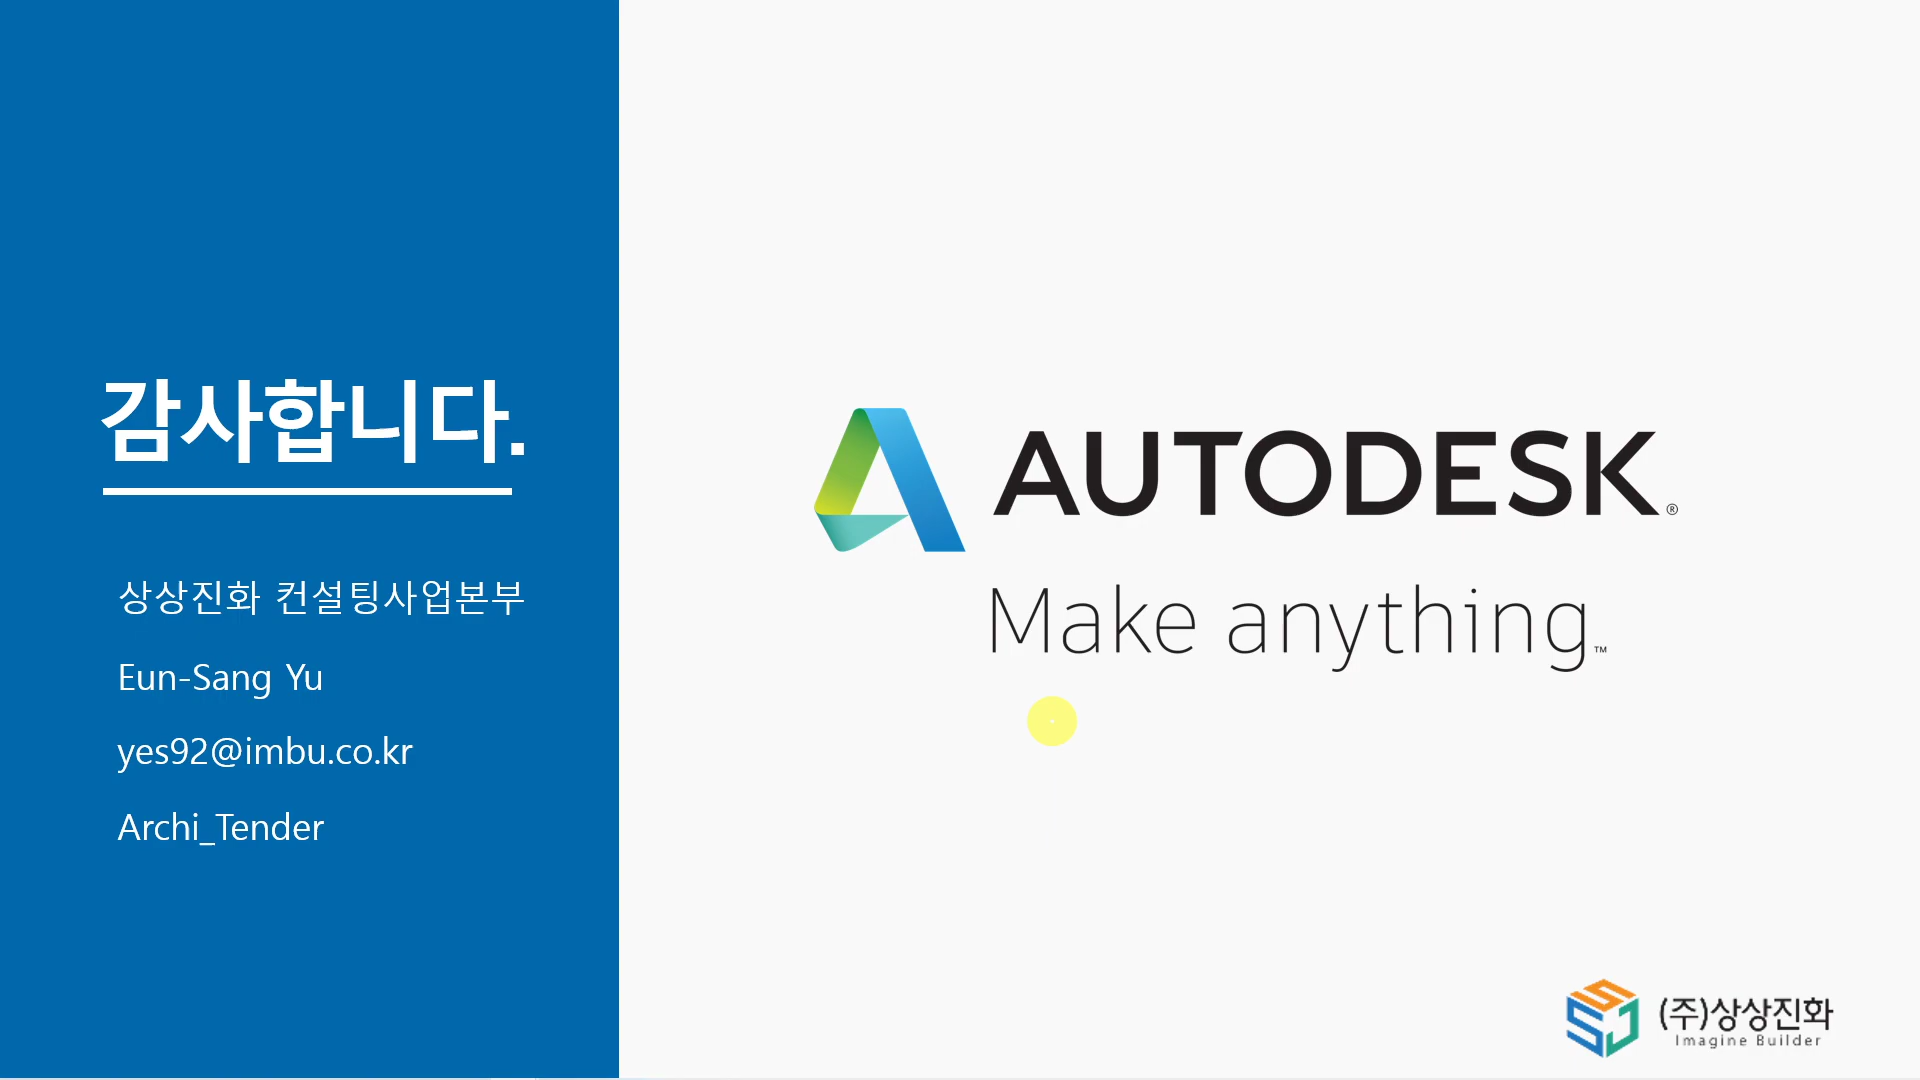 감사합니다.
상상진화 컨설팅사업본부
Eun-Sang Yu
yes92@imbu.co.kr
Archi_Tender
AUTODESK®
Make anything™
(주)상상진화
Imagine Builder